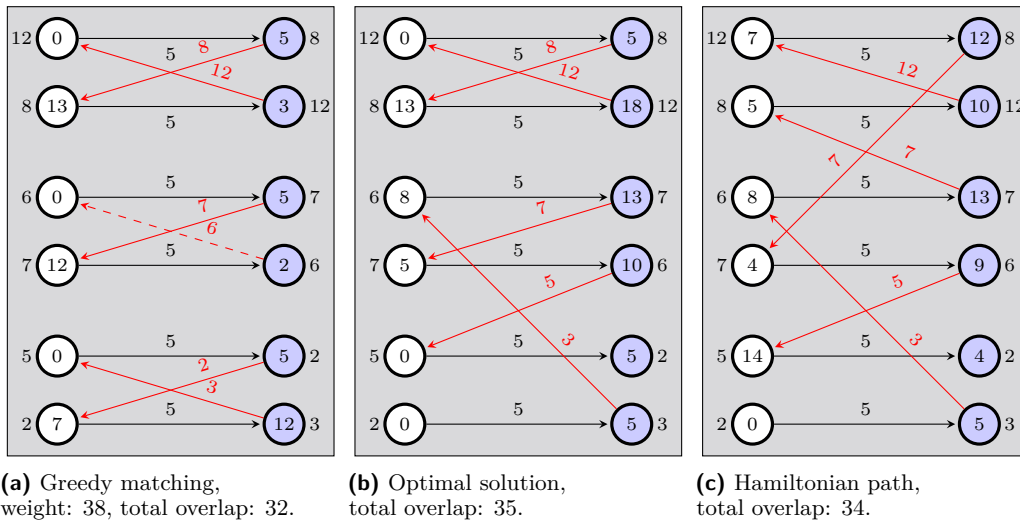 12 0 5 5 8
8
12
8 13 5 3 12
6 0 5 5 7
7
6
7 12 5 2 6
5 0 5 5 2
2
3
2 7 5 12 3
(a) Greedy matching,
weight: 38, total overlap: 32.
12 0 5 5 8
8
12
8 13 5 18 12
6 8 5 13 7
7
7 5 5 10 6
5
5 0 5 5 2
3
2 0 5 5 3
(b) Optimal solution,
total overlap: 35.
12 7 5 12 8
12
8 5 5 10 12
7
7
6 8 5 13 7
7 4 5 9 6
5
5 14 5 4 2
3
2 0 5 5 3
(c) Hamiltonian path,
total overlap: 34.